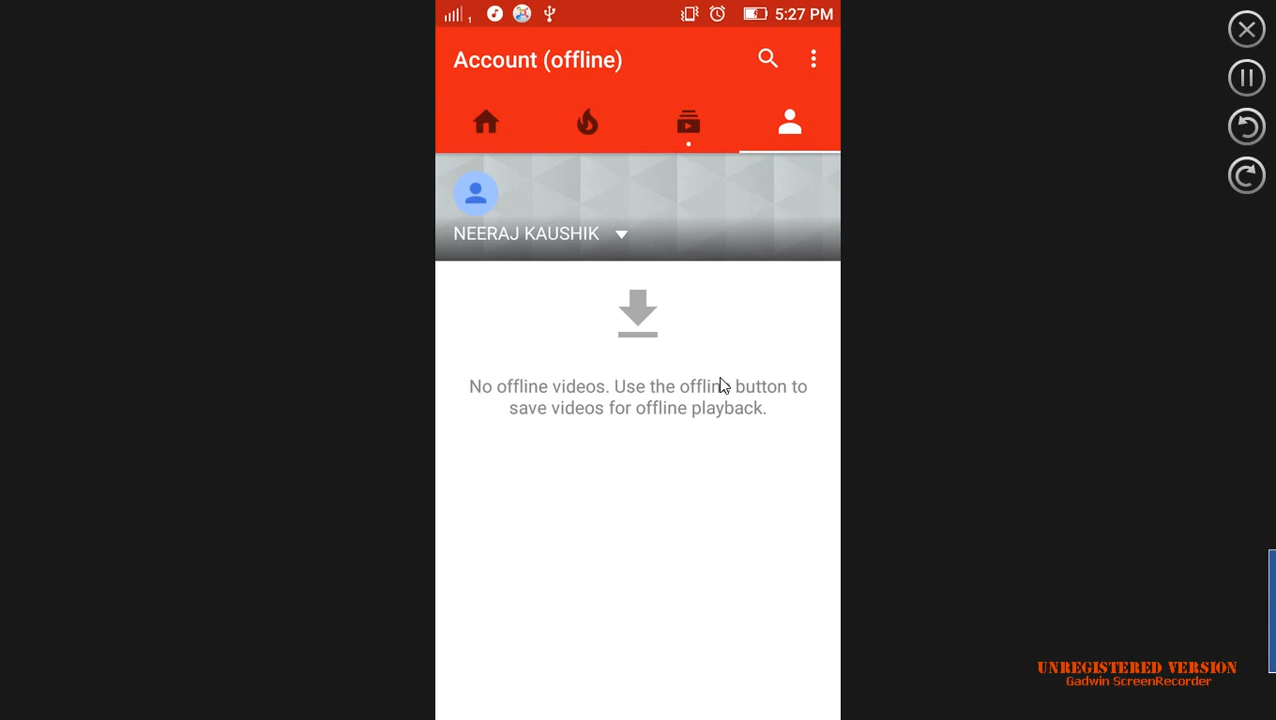 1
5:27 PM
Account (offline)
NEERAJ KAUSHIK
No offline videos. Use the offline button to
save videos for offline playback.
UNREGISTERED VERSION
Gadwin ScreenRecorder